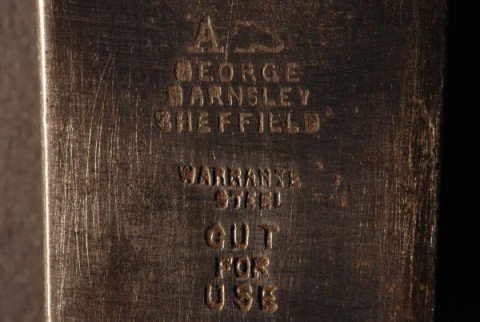 A
GEORGE
BARNSLEY
SHEFFIELD
WARRANTED
STEEL
CUT
FOR
USE